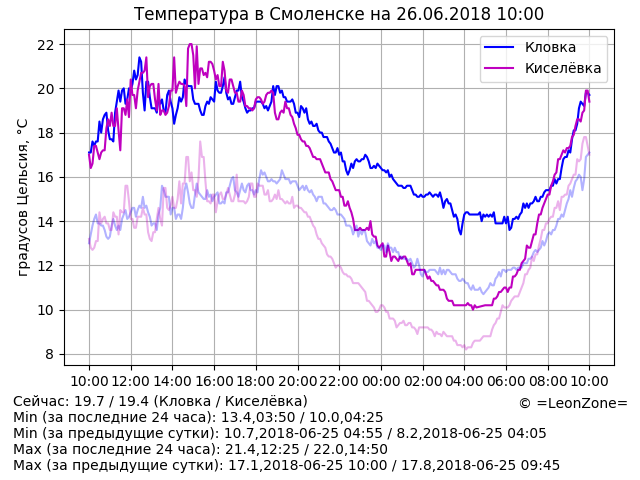 Температура в Смоленске на 26.06.2018 10:00
Кловка
Киселёвка
градусов Цельсия, °C
22
20
18
16
14
12
10
8
10:00 12:00 14:00 16:00 18:00 20:00 22:00 00:00 02:00 04:00 06:00 08:00 10:00
Сейчас: 19.7 / 19.4 (Кловка / Киселёвка)
© =LeonZone=
Min (за последние 24 часа): 13.4,03:50 / 10.0,04:25
Min (за предыдущие сутки): 10.7,2018-06-25 04:55 / 8.2,2018-06-25 04:05
Max (за последние 24 часа): 21.4,12:25 / 22.0,14:50
Max (за предыдущие сутки): 17.1,2018-06-25 10:00 / 17.8,2018-06-25 09:45